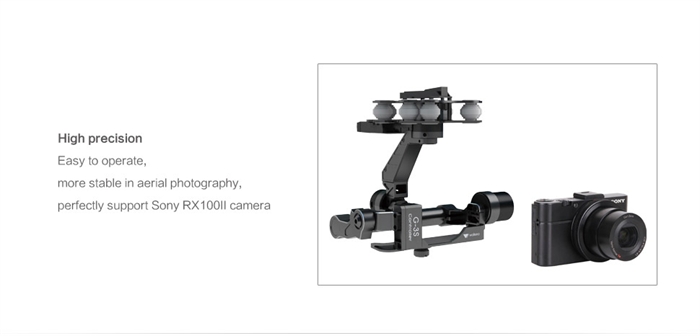 High precision
Easy to operate,
more stable in aerial photography,
perfectly support Sony RX100II camera
G-3S
SONY